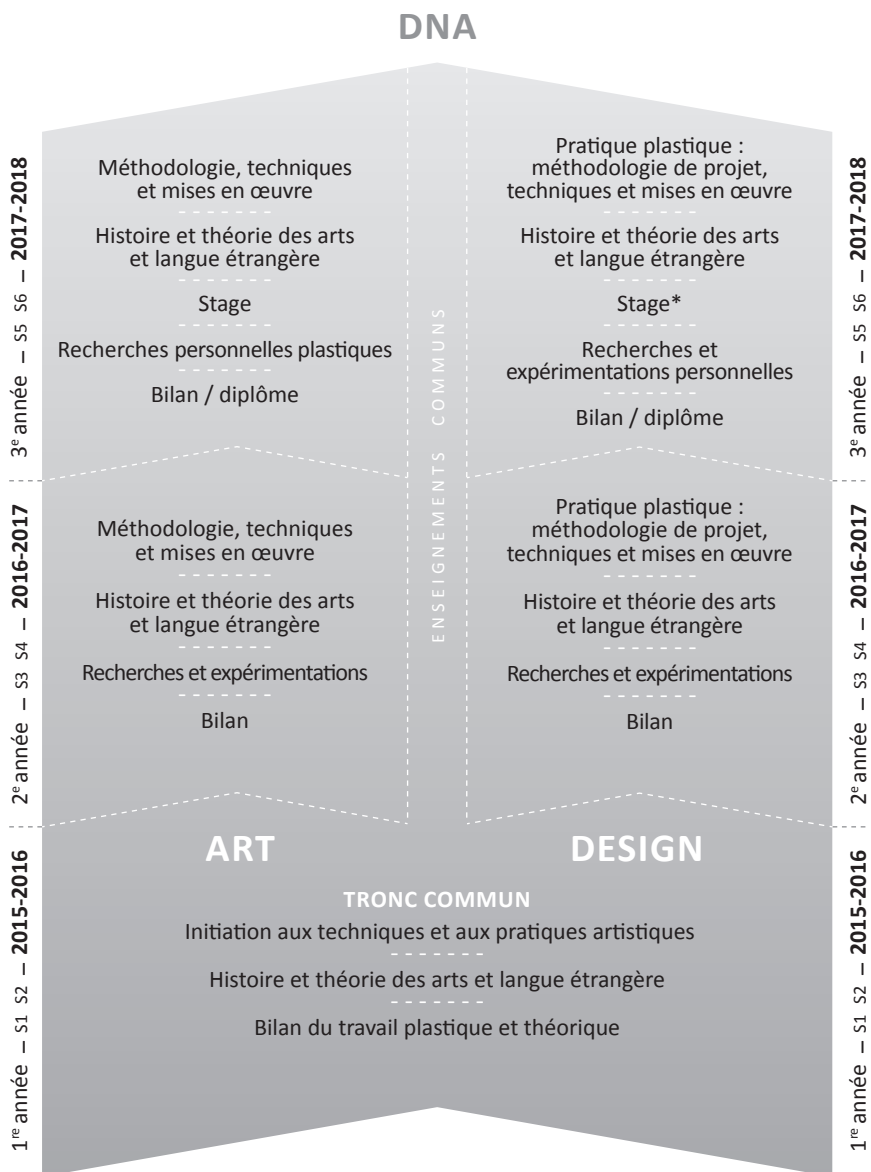 DNA
3e année – S5 S6 – 2017-2018
Méthodologie, techniques
et mises en œuvre
Histoire et théorie des arts
et langue étrangère
Stage
Recherches personnelles plastiques
Bilan / diplôme
ENSEIGNEMENTS COMMUNS
Pratique plastique :
méthodologie de projet,
techniques et mises en œuvre
Histoire et théorie des arts
et langue étrangère
Stage*
Recherches et
expérimentations personnelles
Bilan / diplôme
3e année – S5 S6 – 2017-2018
2e année – S3 S4 – 2016-2017
Méthodologie, techniques
et mises en œuvre
Histoire et théorie des arts
et langue étrangère
Recherches et expérimentations
Bilan
Pratique plastique :
méthodologie de projet,
techniques et mises en œuvre
Histoire et théorie des arts
et langue étrangère
Recherches et expérimentations
Bilan
2e année – S3 S4 – 2016-2017
1re année – S1 S2 – 2015-2016
ART
DESIGN
TRONC COMMUN
Initiation aux techniques et aux pratiques artistiques
Histoire et théorie des arts et langue étrangère
Bilan du travail plastique et théorique
1re année – S1 S2 – 2015-2016